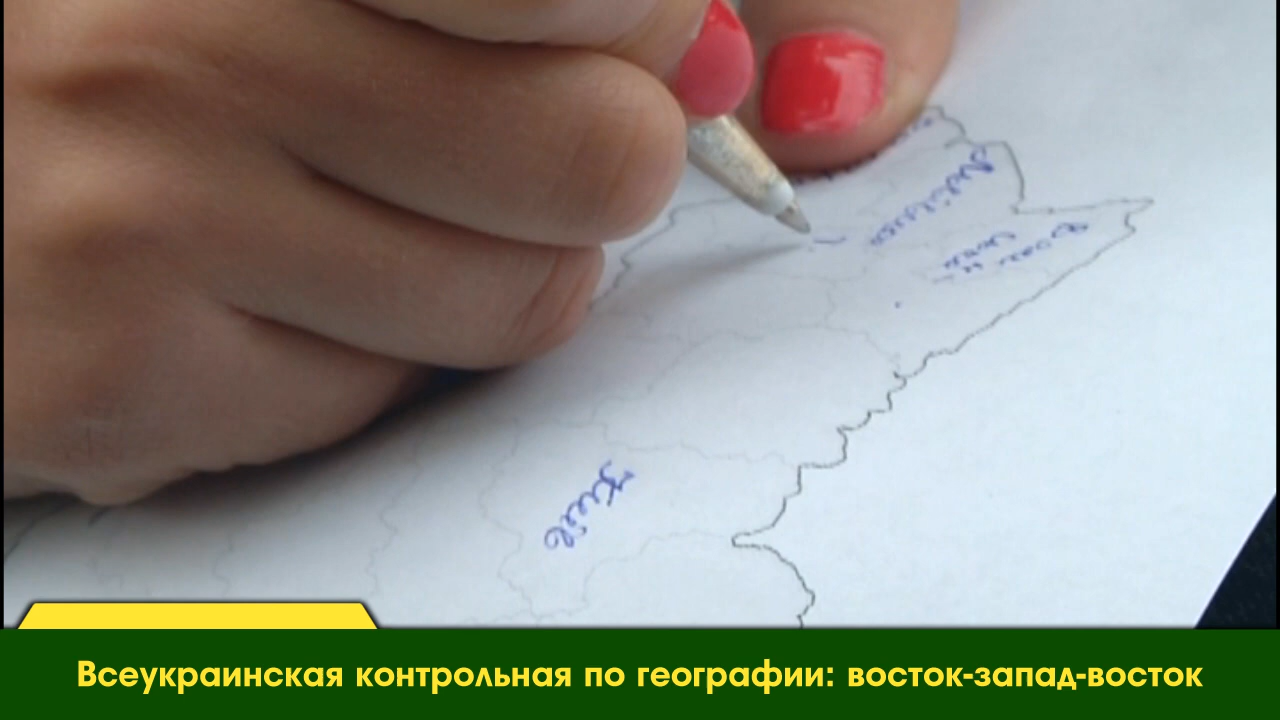 Київ
Всеукраинская контрольная по географии: восток-запад-восток